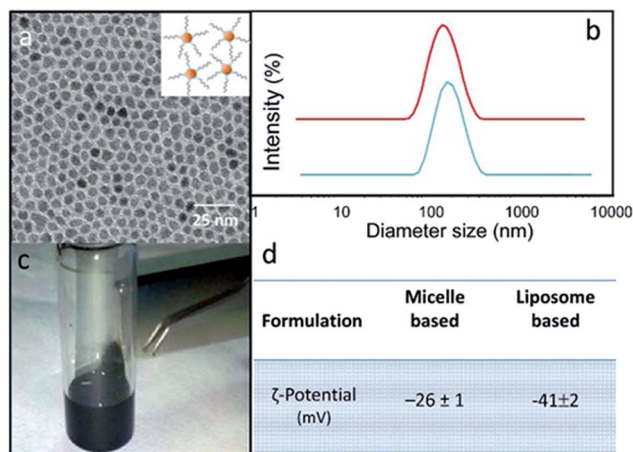 a
25 nm
b
Intensity (%)
1 10 100 1000 10000
Diameter size (nm)
c
d
Formulation Micelle based Liposome based
ζ-Potential (mV) –26 ± 1 -41±2